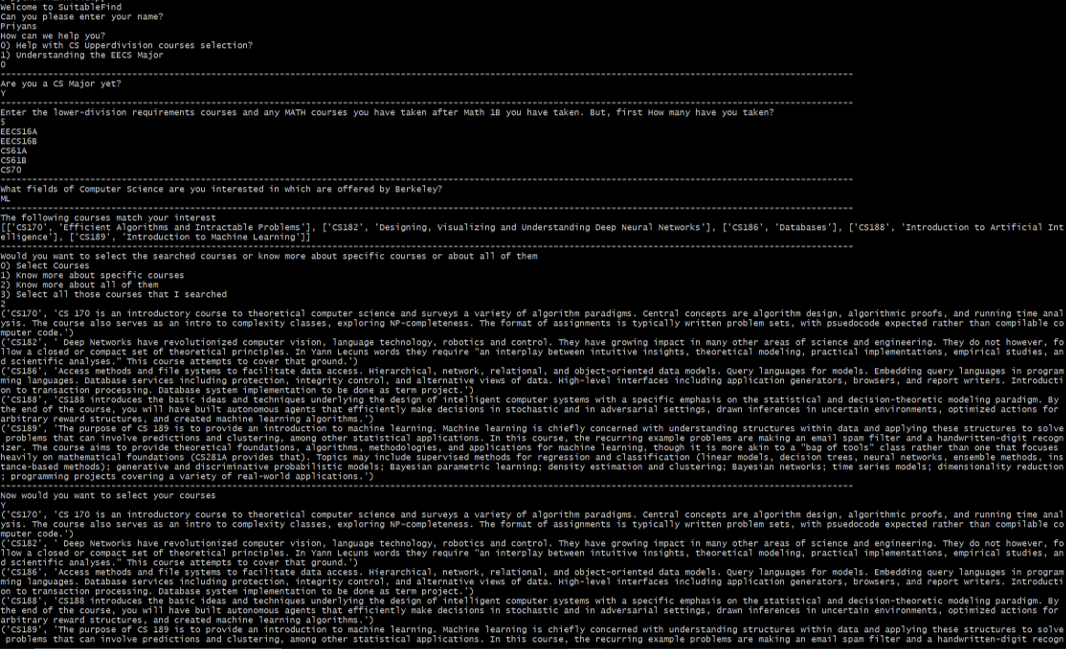 Welcome to SuitableFind
Can you please enter your name?
Priyans
How can we help you?
0) Help with CS Upperdivision courses selection?
1) Understanding the EECS Major
0
--------------------------------------------------------------------------------
Are you a CS Major yet?
Y
--------------------------------------------------------------------------------
Enter the lower-division requirements courses and any MATH courses you have taken after Math 1B you have taken. But, first How many have you taken?
5
EECS16A
EECS16B
CS61A
CS61B
CS70
--------------------------------------------------------------------------------
What fields of Computer Science are you interested in which are offered by Berkeley?
ML
--------------------------------------------------------------------------------
The following courses match your interest
[['CS170', 'Efficient Algorithms and Intractable Problems'], ['CS182', 'Designing, Visualizing and Understanding Deep Neural Networks'], ['CS186', 'Databases'], ['CS188', 'Introduction to Artificial Int
elligence'], ['CS189', 'Introduction to Machine Learning']]
--------------------------------------------------------------------------------
Would you want to select the searched courses or know more about specific courses or about all of them
0) Select Courses
1) Know more about specific courses
2) Know more about all of them
3) Select all those courses that I searched
2
('CS170', 'CS 170 is an introductory course to theoretical computer science and surveys a variety of algorithm paradigms. Central concepts are algorithm design, algorithmic proofs, and running time anal
ysis. The course also serves as an intro to complexity classes, exploring NP-completeness. The format of assignments is typically written problem sets, with psuedocode expected rather than compilable co
mputer code.')
('CS182', ' Deep Networks have revolutionized computer vision, language technology, robotics and control. They have growing impact in many other areas of science and engineering. They do not however, fo
llow a closed or compact set of theoretical principles. In Yann Lecuns words they require "an interplay between intuitive insights, theoretical modeling, practical implementations, empirical studies, an
d scientific analyses." This course attempts to cover that ground.')
('CS186', 'Access methods and file systems to facilitate data access. Hierarchical, network, relational, and object-oriented data models. Query languages for models. Embedding query languages in program
ming languages. Database services including protection, integrity control, and alternative views of data. High-level interfaces including application generators, browsers, and report writers. Introducti
on to transaction processing. Database system implementation to be done as term project.')
('CS188', 'CS188 introduces the basic ideas and techniques underlying the design of intelligent computer systems with a specific emphasis on the statistical and decision-theoretic modeling paradigm. By
the end of the course, you will have built autonomous agents that efficiently make decisions in stochastic and in adversarial settings, drawn inferences in uncertain environments, optimized actions for
arbitrary reward structures, and created machine learning algorithms.')
('CS189', 'The purpose of CS 189 is to provide an introduction to machine learning. Machine learning is chiefly concerned with understanding structures within data and applying these structures to solve
problems that can involve predictions and clustering, among other statistical applications. In this course, the recurring example problems are making an email spam filter and a handwritten-digit recogn
itzer. The course aims to provide theoretical foundations, algorithms, methodologies, and applications for machine learning, though it is more akin to a "bag of tools" class rather than one that focuses
heavily on mathematical foundations (CS281A provides that). Topics may include supervised methods for regression and classification (linear models, decision trees, neural networks, ensemble methods, ins
tance-based methods); generative and discriminative probabilistic models; Bayesian parametric learning; density estimation and clustering; Bayesian networks; time series models; dimensionality reduction
; programming projects covering a variety of real-world applications.')
--------------------------------------------------------------------------------
Now would you want to select your courses
Y
('CS170', 'CS 170 is an introductory course to theoretical computer science and surveys a variety of algorithm paradigms. Central concepts are algorithm design, algorithmic proofs, and running time anal
ysis. The course also serves as an intro to complexity classes, exploring NP-completeness. The format of assignments is typically written problem sets, with psuedocode expected rather than compilable co
mputer code.')
('CS182', ' Deep Networks have revolutionized computer vision, language technology, robotics and control. They have growing impact in many other areas of science and engineering. They do not however, fo
llow a closed or compact set of theoretical principles. In Yann Lecuns words they require "an interplay between intuitive insights, theoretical modeling, practical implementations, empirical studies, an
d scientific analyses." This course attempts to cover that ground.')
('CS186', 'Access methods and file systems to facilitate data access. Hierarchical, network, relational, and object-oriented data models. Query languages for models. Embedding query languages in program
ming languages. Database services including protection, integrity control, and alternative views of data. High-level interfaces including application generators, browsers, and report writers. Introducti
on to transaction processing. Database system implementation to be done as term project.')
('CS188', 'CS188 introduces the basic ideas and techniques underlying the design of intelligent computer systems with a specific emphasis on the statistical and decision-theoretic modeling paradigm. By
the end of the course, you will have built autonomous agents that efficiently make decisions in stochastic and in adversarial settings, drawn inferences in uncertain environments, optimized actions for
arbitrary reward structures, and created machine learning algorithms.')
('CS189', 'The purpose of CS 189 is to provide an introduction to machine learning. Machine learning is chiefly concerned with understanding structures within data and applying these structures to solve
problems that can involve predictions and clustering, among other statistical applications. In this course, the recurring example problems are making an email spam filter and a handwritten-digit recogn